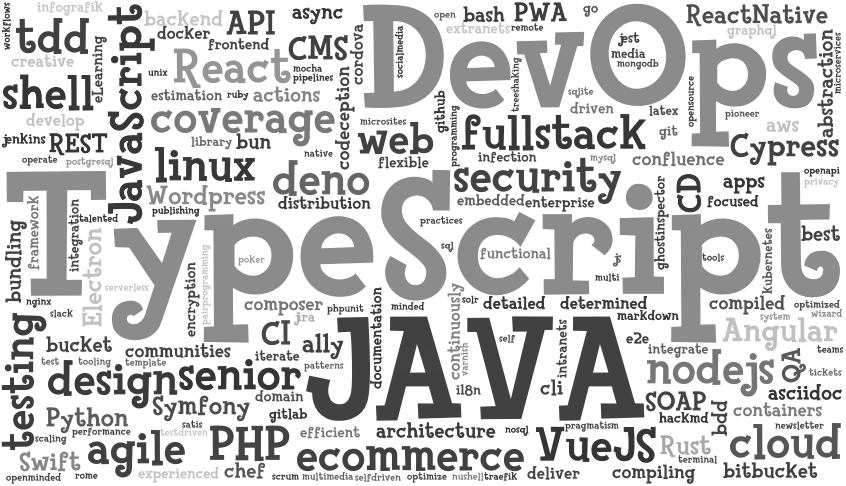 workflows
infografik
tdd
creative
shell
eLearning
JavaScript
backend
docker
API
frontend
async
CMS
cordova
socialmedia
open
bash
PWA
go
extranets
remote
ReactNative
graphql
DevOps
jest
media
mongodb
abstraction
microservices
unix
React
mocha
pipelines
estimation
ruby
actions
codeception
github
treeshaking
sqlite
driven
latex
opensource
pioneer
aws
develop
jenkins
REST
operate
postgresql
coverage
library
bun
microsites
web
flexible
programming
fullstack
infection
mysql
git
confluence
Cypress
openapi
privacy
linux
native
deno
Wordpress
publishing
distribution
security
embedded
enterprise
ghostinspector
CD
apps
focused
TypeScript
framework
integration
talented
bundling
Electron
serverless
encryption
pairprogramming
poker
practices
sql
functional
js
multi
tools
kubernetes
best
nginx
slack
composer
jira
phpunit
minded
documentation
continuously
solr
varnish
detailed
determined
markdown
compiled
optimized
wizard
system
testing
bucket
test
tooling
template
communities
CI
iterate
ally
patterns
JAVA
self
intranets
e2e
integrate
Angular
teams
design
senior
domain
gitlab
il8n
cli
nodejs
QA
tickets
asciidoc
Python
performance
scaling
Symfony
satis
testdriven
SOAP
hackmd
bdd
containers
newsletter
Swift
agile
PHP
efficient
architecture
nosql
pragmatism
VueJS
Rust
terminal
cloud
openminded
rome
experienced
chef
ecommerce
scrum
multimedia
selfdriven
optimize
nushell
traefik
deliver
compiling
bitbucket